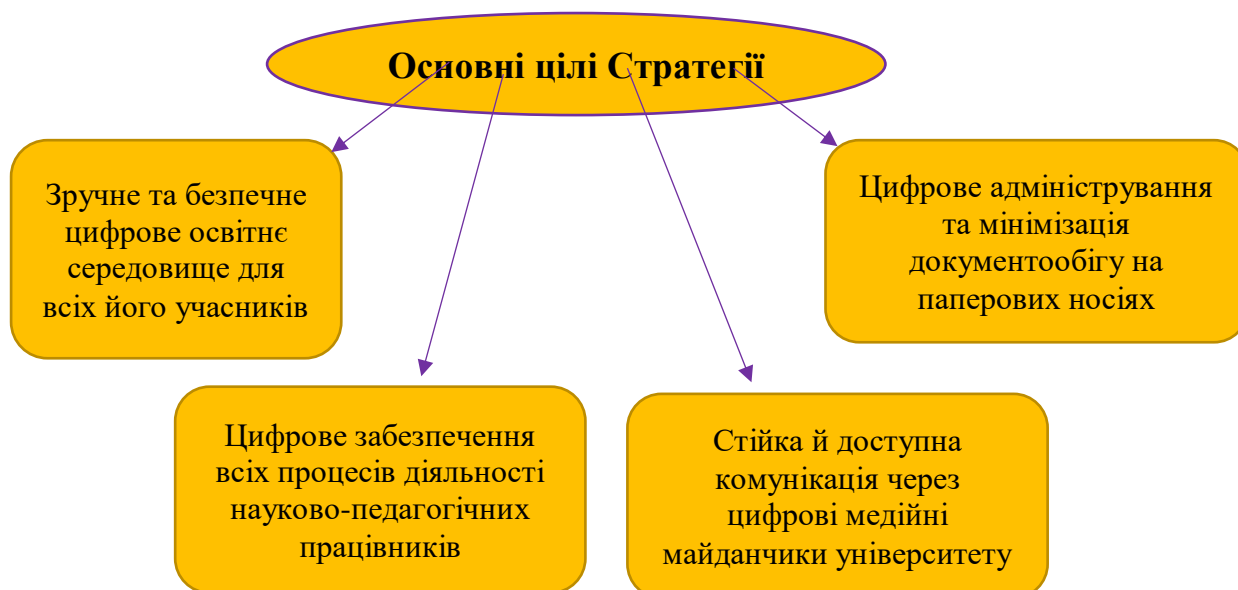 Основні цілі Стратегії
Зручне та безпечне
цифрове освітнє
середовище для
всіх його учасників
Цифрове адміністрування
та мінімізація
документообігу на
паперових носіях
Цифрове забезпечення
всіх процесів діяльності
науково-педагогічних
працівників
Стійка й доступна
комунікація через
цифрові медійні
майданчики університету